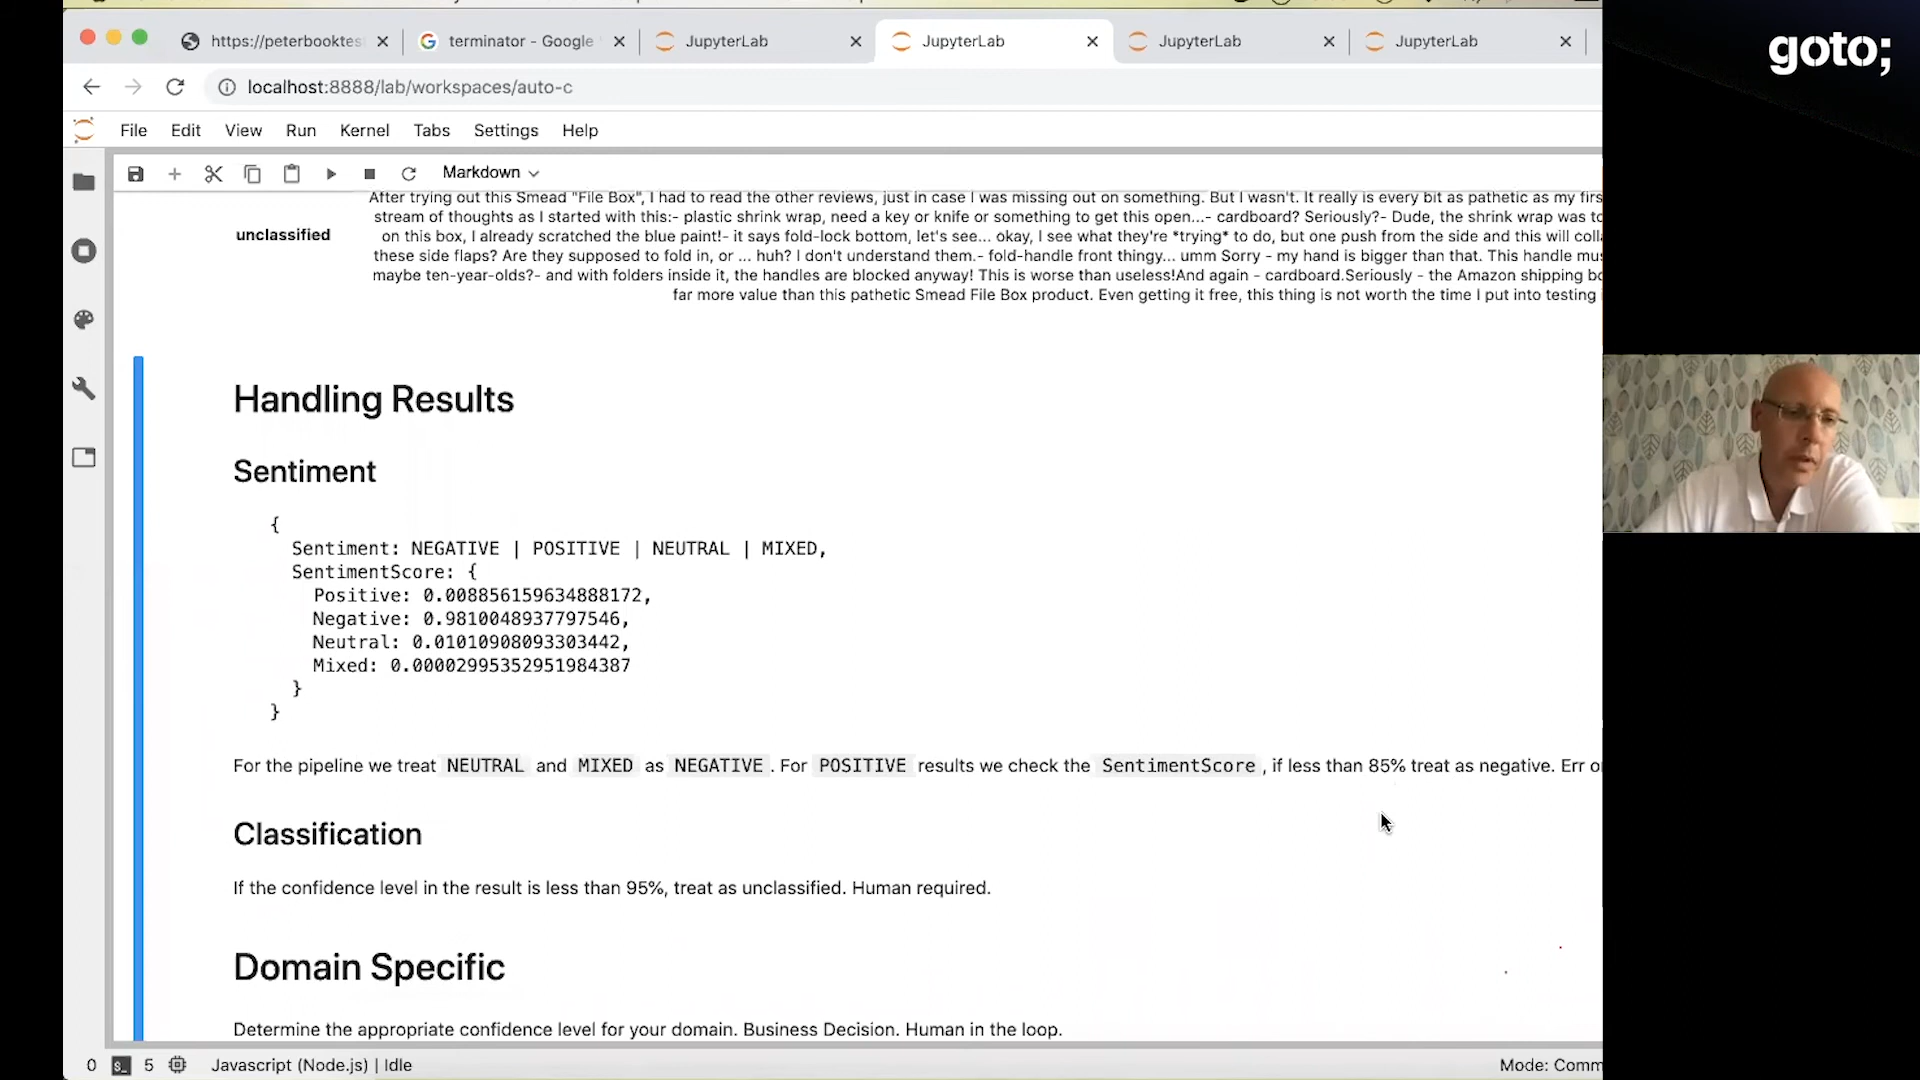 https://peterbooktes
terminator - Google
JupyterLab
JupyterLab
JupyterLab
JupyterLab
goto;
localhost:8888/lab/workspaces/auto-c
File Edit View Run Kernel Tabs Settings Help
Markdown
After trying out this Smead "File Box", I had to read the other reviews, just in case I was missing out on something. But I wasn't. It really is every bit as pathetic as my firs
stream of thoughts as I started with this:- plastic shrink wrap, need a key or knife or something to get this open...- cardboard? Seriously?- Dude, the shrink wrap was to
unclassified
on this box, I already scratched the blue paint!- it says fold-lock bottom, let's see... okay, I see what they're *trying* to do, but one push from the side and this will coll
these side flaps? Are they supposed to fold in, or ... huh? I don't understand them.- fold-handle front thingy... umm Sorry - my hand is bigger than that. This handle mu
maybe ten-year-olds?- and with folders inside it, the handles are blocked anyway! This is worse than useless!And again - cardboard.Seriously - the Amazon shipping bo
far more value than this pathetic Smead File Box product. Even getting it free, this thing is not worth the time I put into testing
Handling Results
Sentiment
{
Sentiment: NEGATIVE | POSITIVE | NEUTRAL | MIXED,
SentimentScore: {
Positive: 0.008856159634888172,
Negative: 0.9810048937797546,
Neutral: 0.01010908093303442,
Mixed: 0.00002995352951984387
}
}
For the pipeline we treat NEUTRAL and MIXED as NEGATIVE. For POSITIVE results we check the SentimentScore, if less than 85% treat as negative. Err o
Classification
If the confidence level in the result is less than 95%, treat as unclassified. Human required.
Domain Specific
Determine the appropriate confidence level for your domain. Business Decision. Human in the loop.
0 5 Javascript (Node.js) | Idle
Mode: Comm